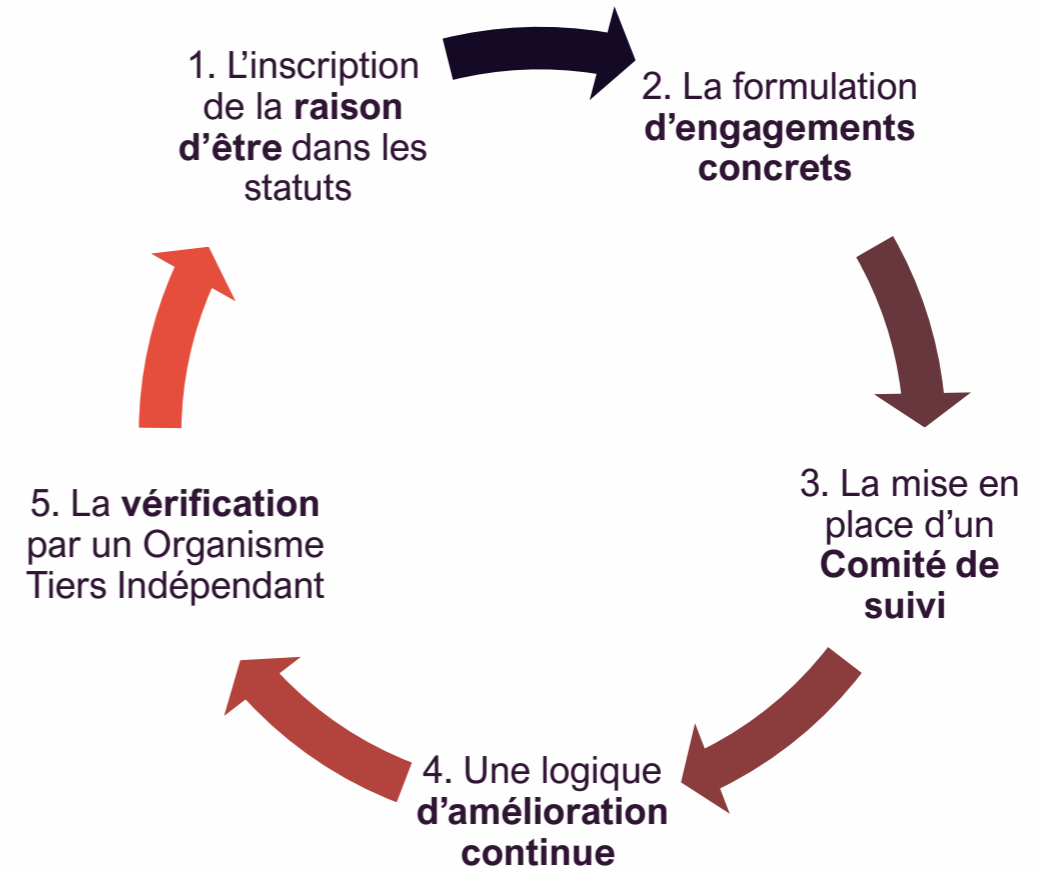 1. L’inscription
de la raison
d’être dans les
statuts
2. La formulation
d’engagements
concrets
3. La mise en
place d’un
Comité de
suivi
4. Une logique
d’amélioration
continue
5. La vérification
par un Organisme
Tiers Indépendant